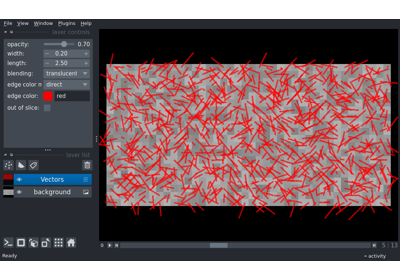 File View Window Plugins Help
layer controls
opacity: 0.70
width: 0.20
length: 2.50
blending: translucent
edge color m direct
edge color: red
out of slice:
layer list
Vectors
background
0 5 13
Ready activity